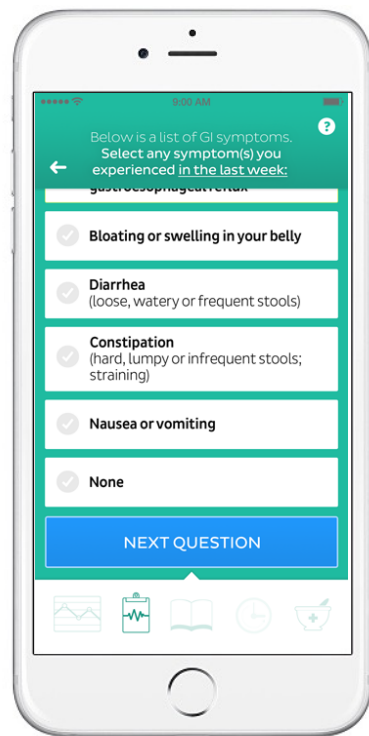 9:00 AM
?
Below is a list of GI symptoms.
Select any symptom(s) you
experienced in the last week:
gastroesophageal reflux
Bloating or swelling in your belly
Diarrhea
(loose, watery or frequent stools)
Constipation
(hard, lumpy or infrequent stools;
straining)
Nausea or vomiting
None
NEXT QUESTION